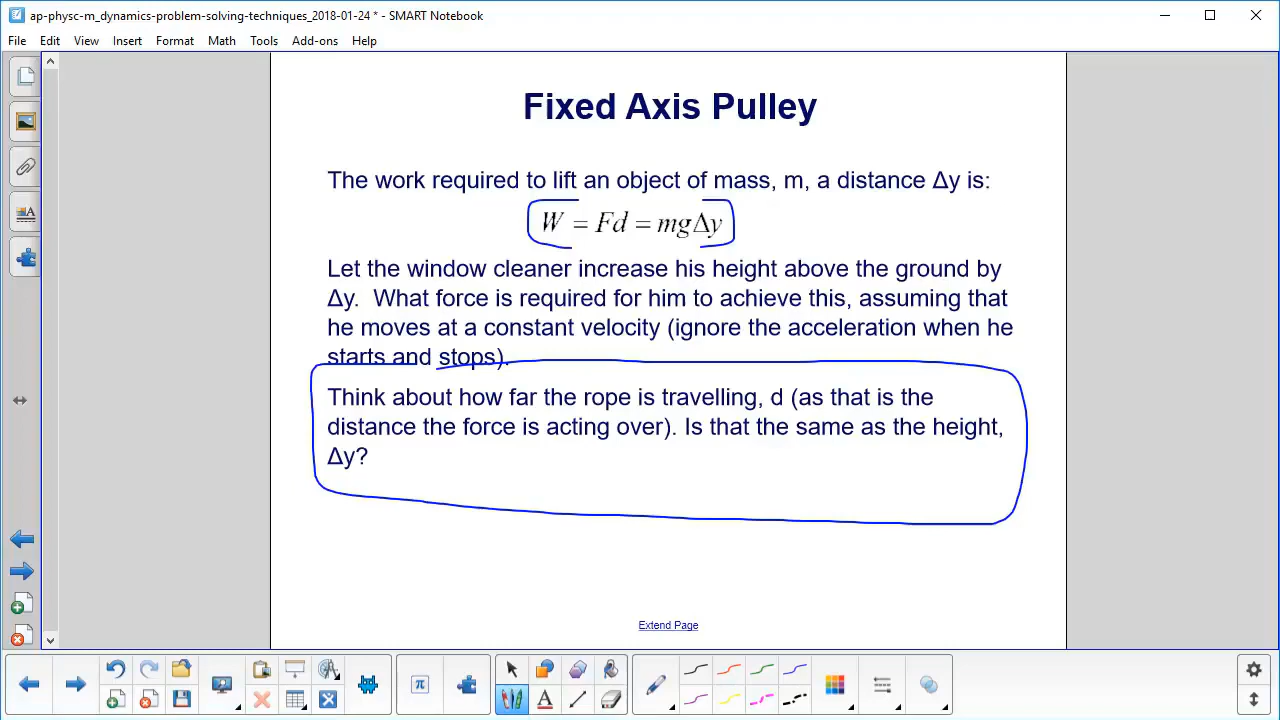 ap-physc-m_dynamics-problem-solving-techniques_2018-01-24 * - SMART Notebook
File Edit View Insert Format Math Tools Add-ons Help
Fixed Axis Pulley
The work required to lift an object of mass, m, a distance Δy is:
W = Fd = mgΔy
Let the window cleaner increase his height above the ground by
Δy. What force is required for him to achieve this, assuming that
he moves at a constant velocity (ignore the acceleration when he
starts and stops).
Think about how far the rope is travelling, d (as that is the
distance the force is acting over). Is that the same as the height,
Δy?
Extend Page
π
A